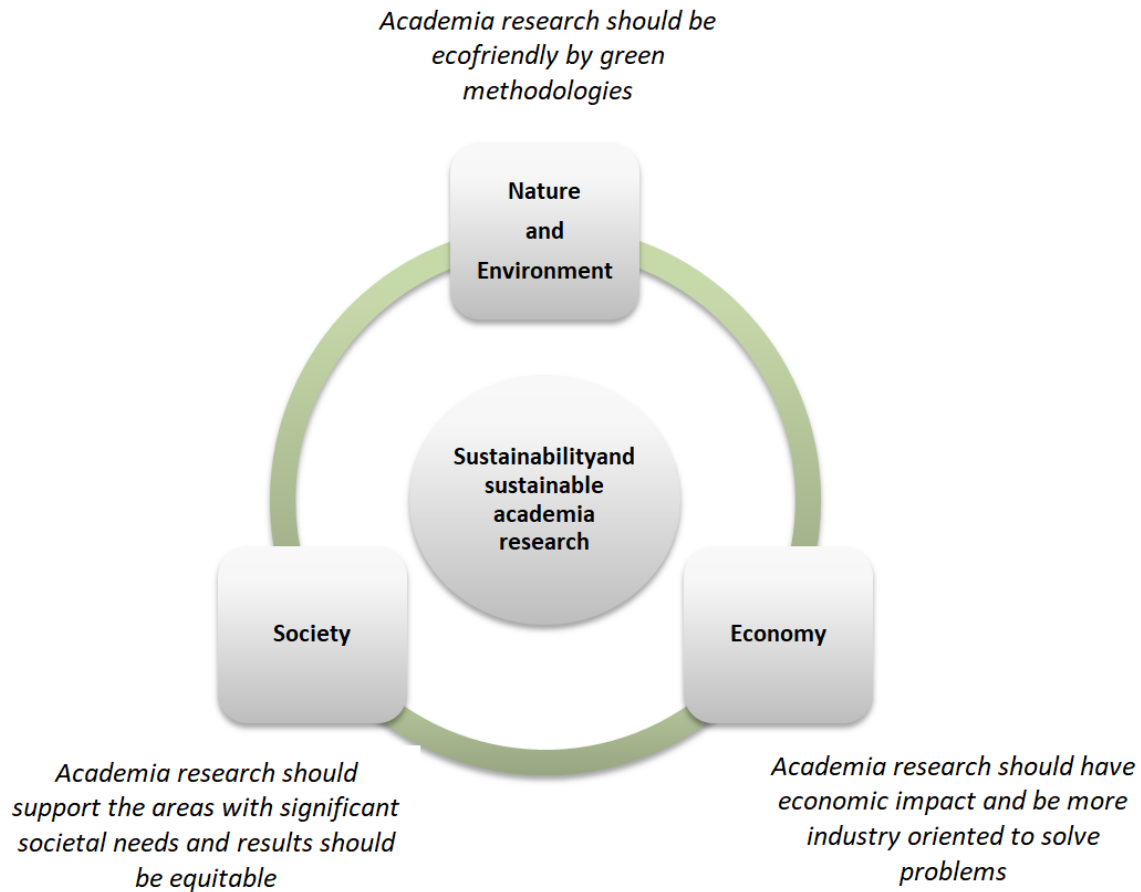 Academia research should be
ecofriendly by green
methodologies
Nature
and
Environment
Sustainabilityand
sustainable
academia
research
Society
Economy
Academia research should
support the areas with significant
societal needs and results should
be equitable
Academia research should have
economic impact and be more
industry oriented to solve
problems